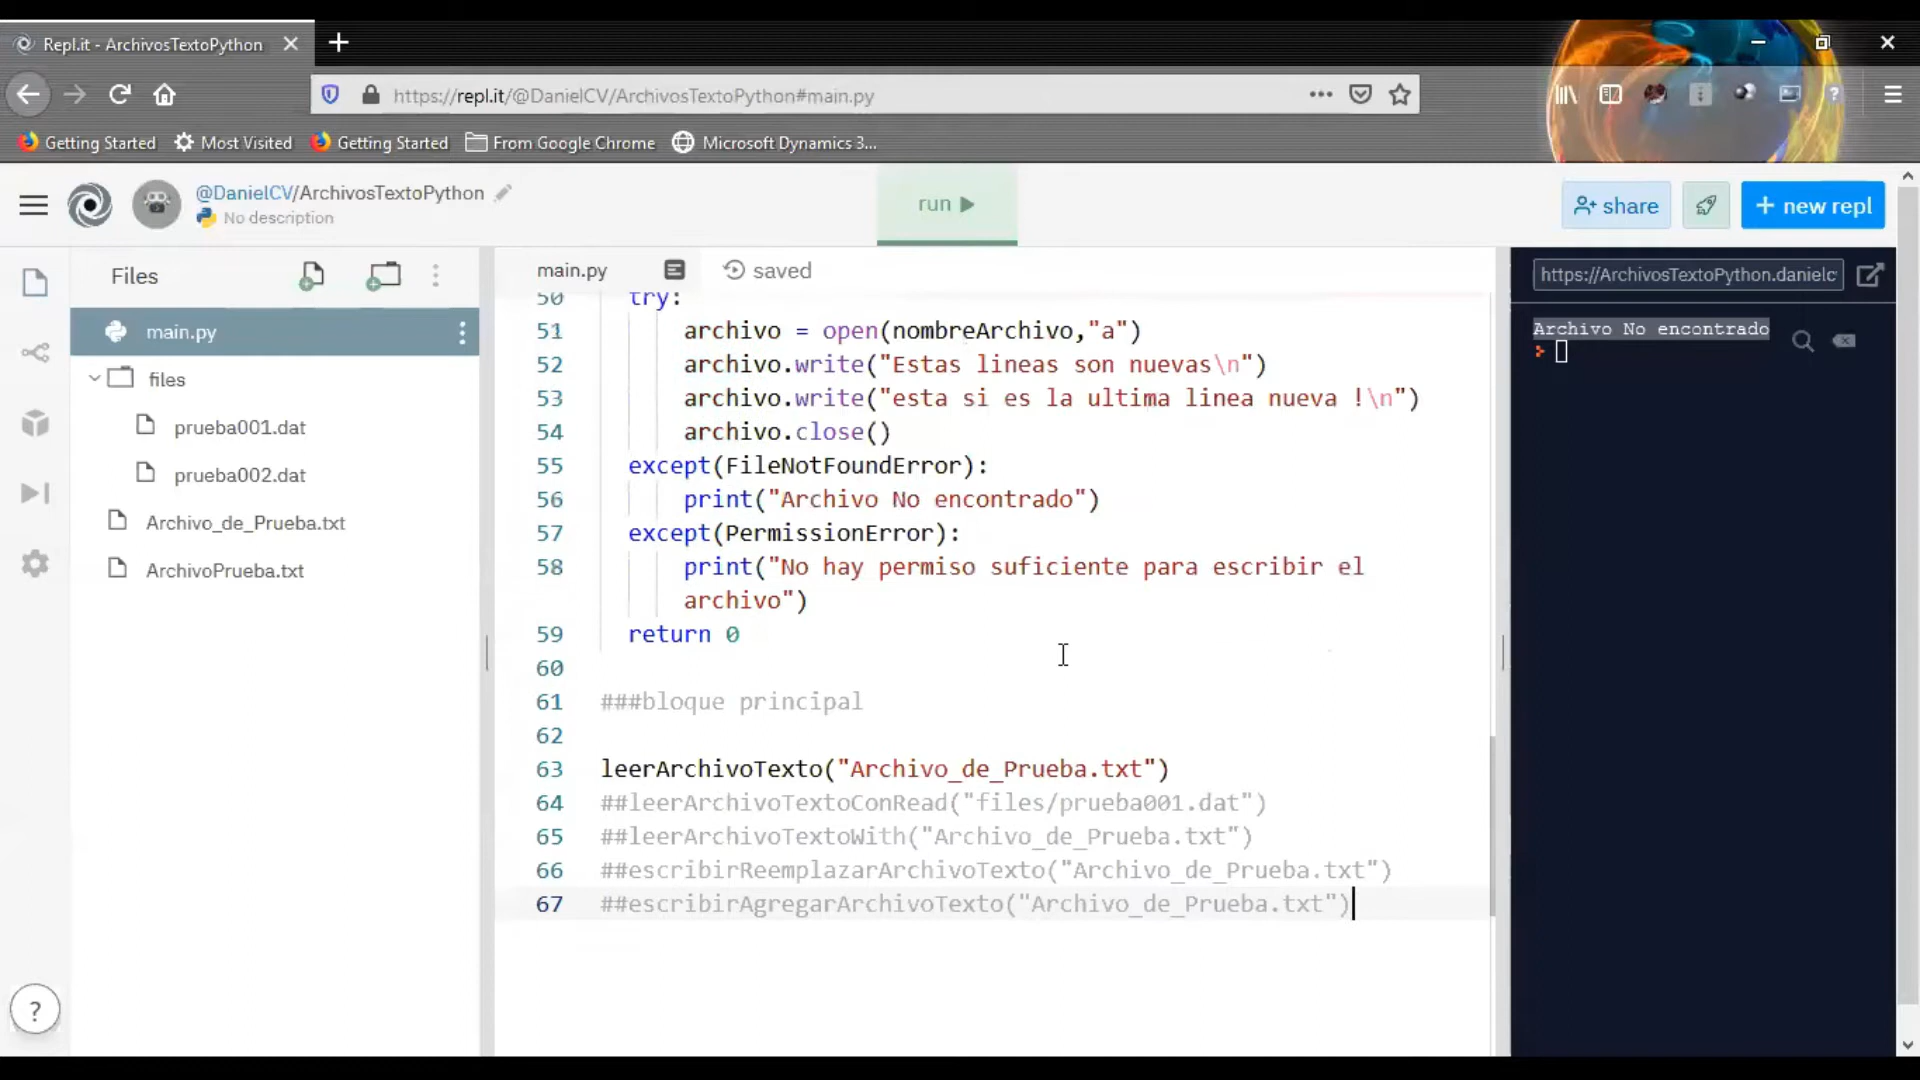 Repl.it - ArchivosTextoPython
https://repl.it/@DanielCV/ArchivosTextoPython#main.py
Getting Started Most Visited Getting Started From Google Chrome Microsoft Dynamics 3...
@DanielCV/ArchivosTextoPython
No description
run
share
+ new repl
Files
main.py
files
prueba001.dat
prueba002.dat
Archivo_de_Prueba.txt
ArchivoPrueba.txt
?
main.py saved
50 try:
51 archivo = open(nombreArchivo,"a")
52 archivo.write("Estas lineas son nuevas\n")
53 archivo.write("esta si es la ultima linea nueva !\n")
54 archivo.close()
55 except(FileNotFoundError):
56 print("Archivo No encontrado")
57 except(PermissionError):
58 print("No hay permiso suficiente para escribir el
archivo")
59 return 0
60
61 ###bloque principal
62
63 leerArchivoTexto("Archivo_de_Prueba.txt")
64 ##leerArchivoTextoConRead("files/prueba001.dat")
65 ##leerArchivoTextoWith("Archivo_de_Prueba.txt")
66 ##escribirReemplazarArchivoTexto("Archivo_de_Prueba.txt")
67 ##escribirAgregarArchivoTexto("Archivo_de_Prueba.txt")
https://ArchivosTextoPython.danielc
Archivo No encontrado